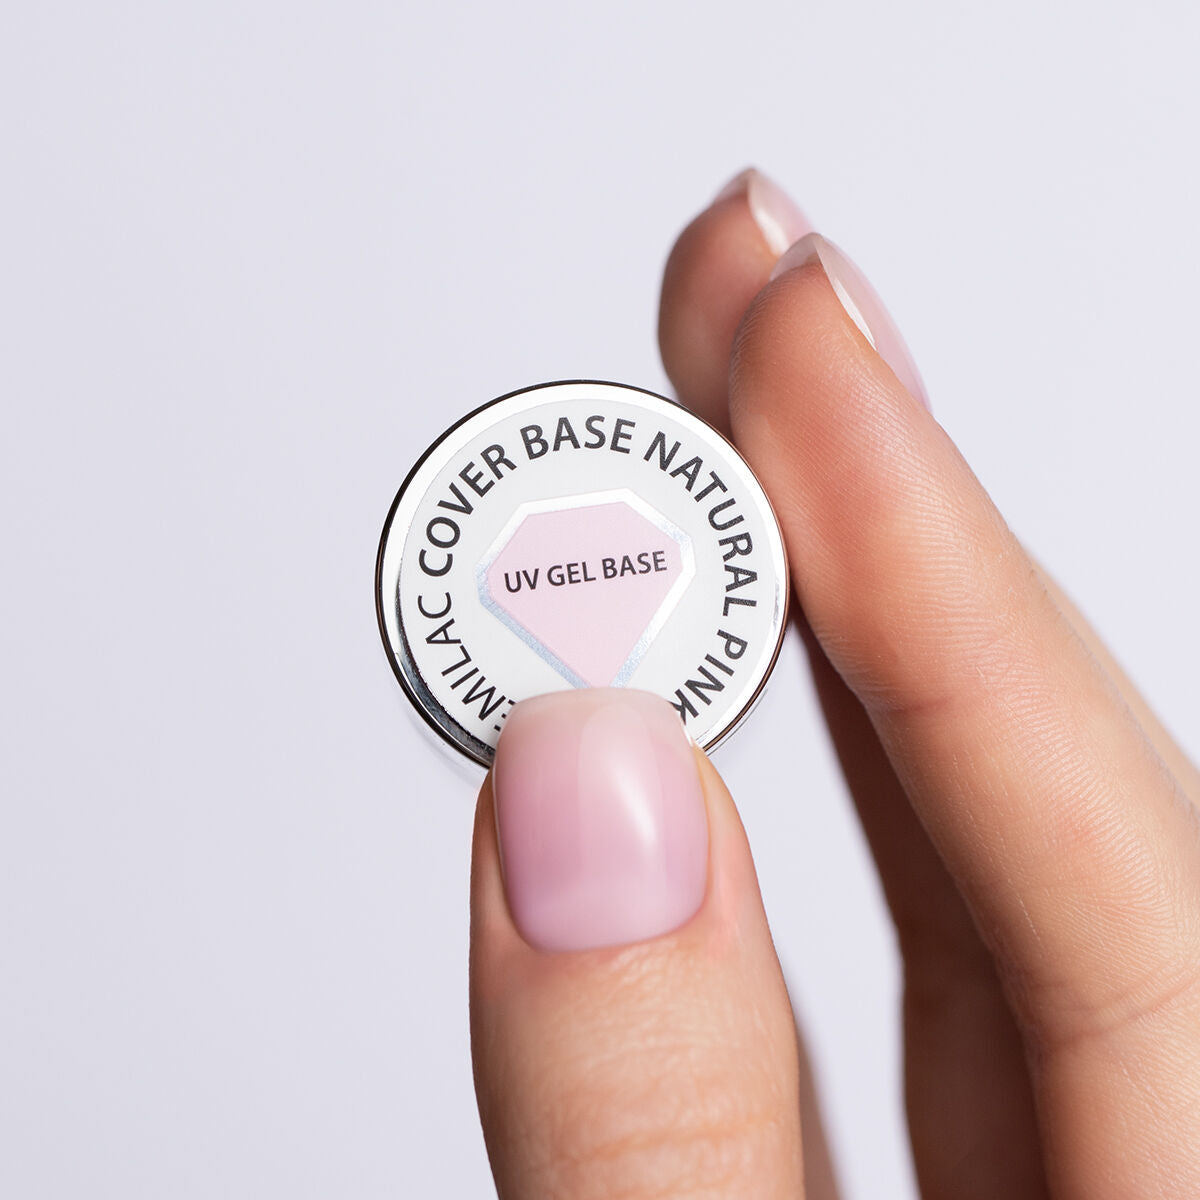 EMILAC COVER BASE NATURAL PINK
UV GEL BASE